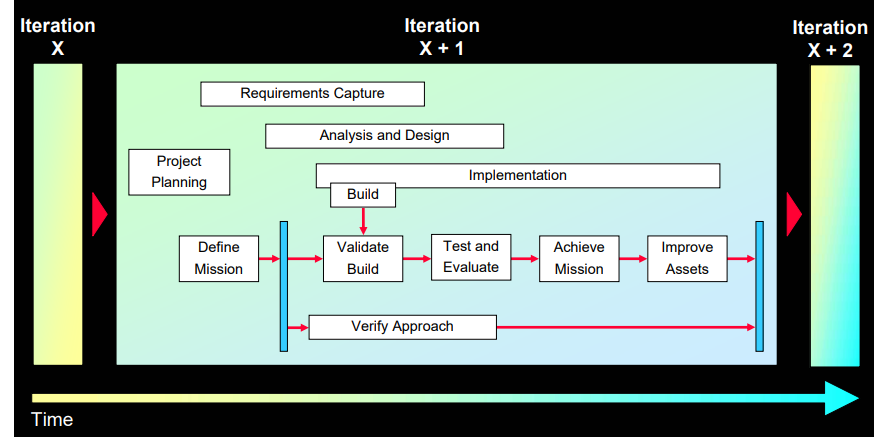 Iteration
X
Iteration
X + 1
Iteration
X + 2
Requirements Capture
Analysis and Design
Project
Planning
Implementation
Build
Define
Mission
Validate
Build
Test and
Evaluate
Achieve
Mission
Improve
Assets
Verify Approach
Time